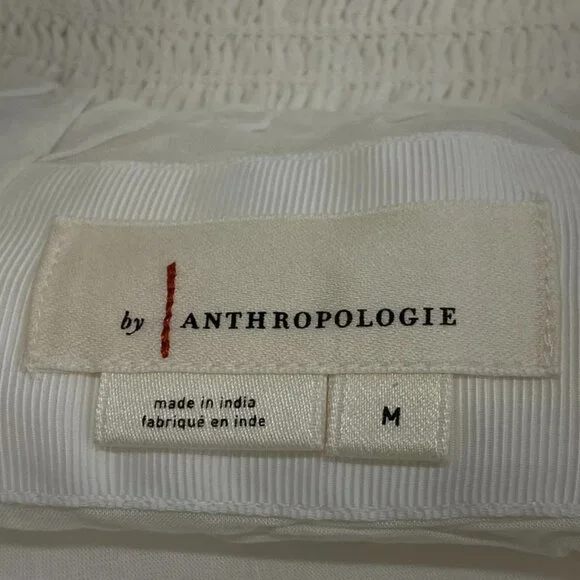 by ANTHROPOLOGIE
made in india
fabriqué en inde
M